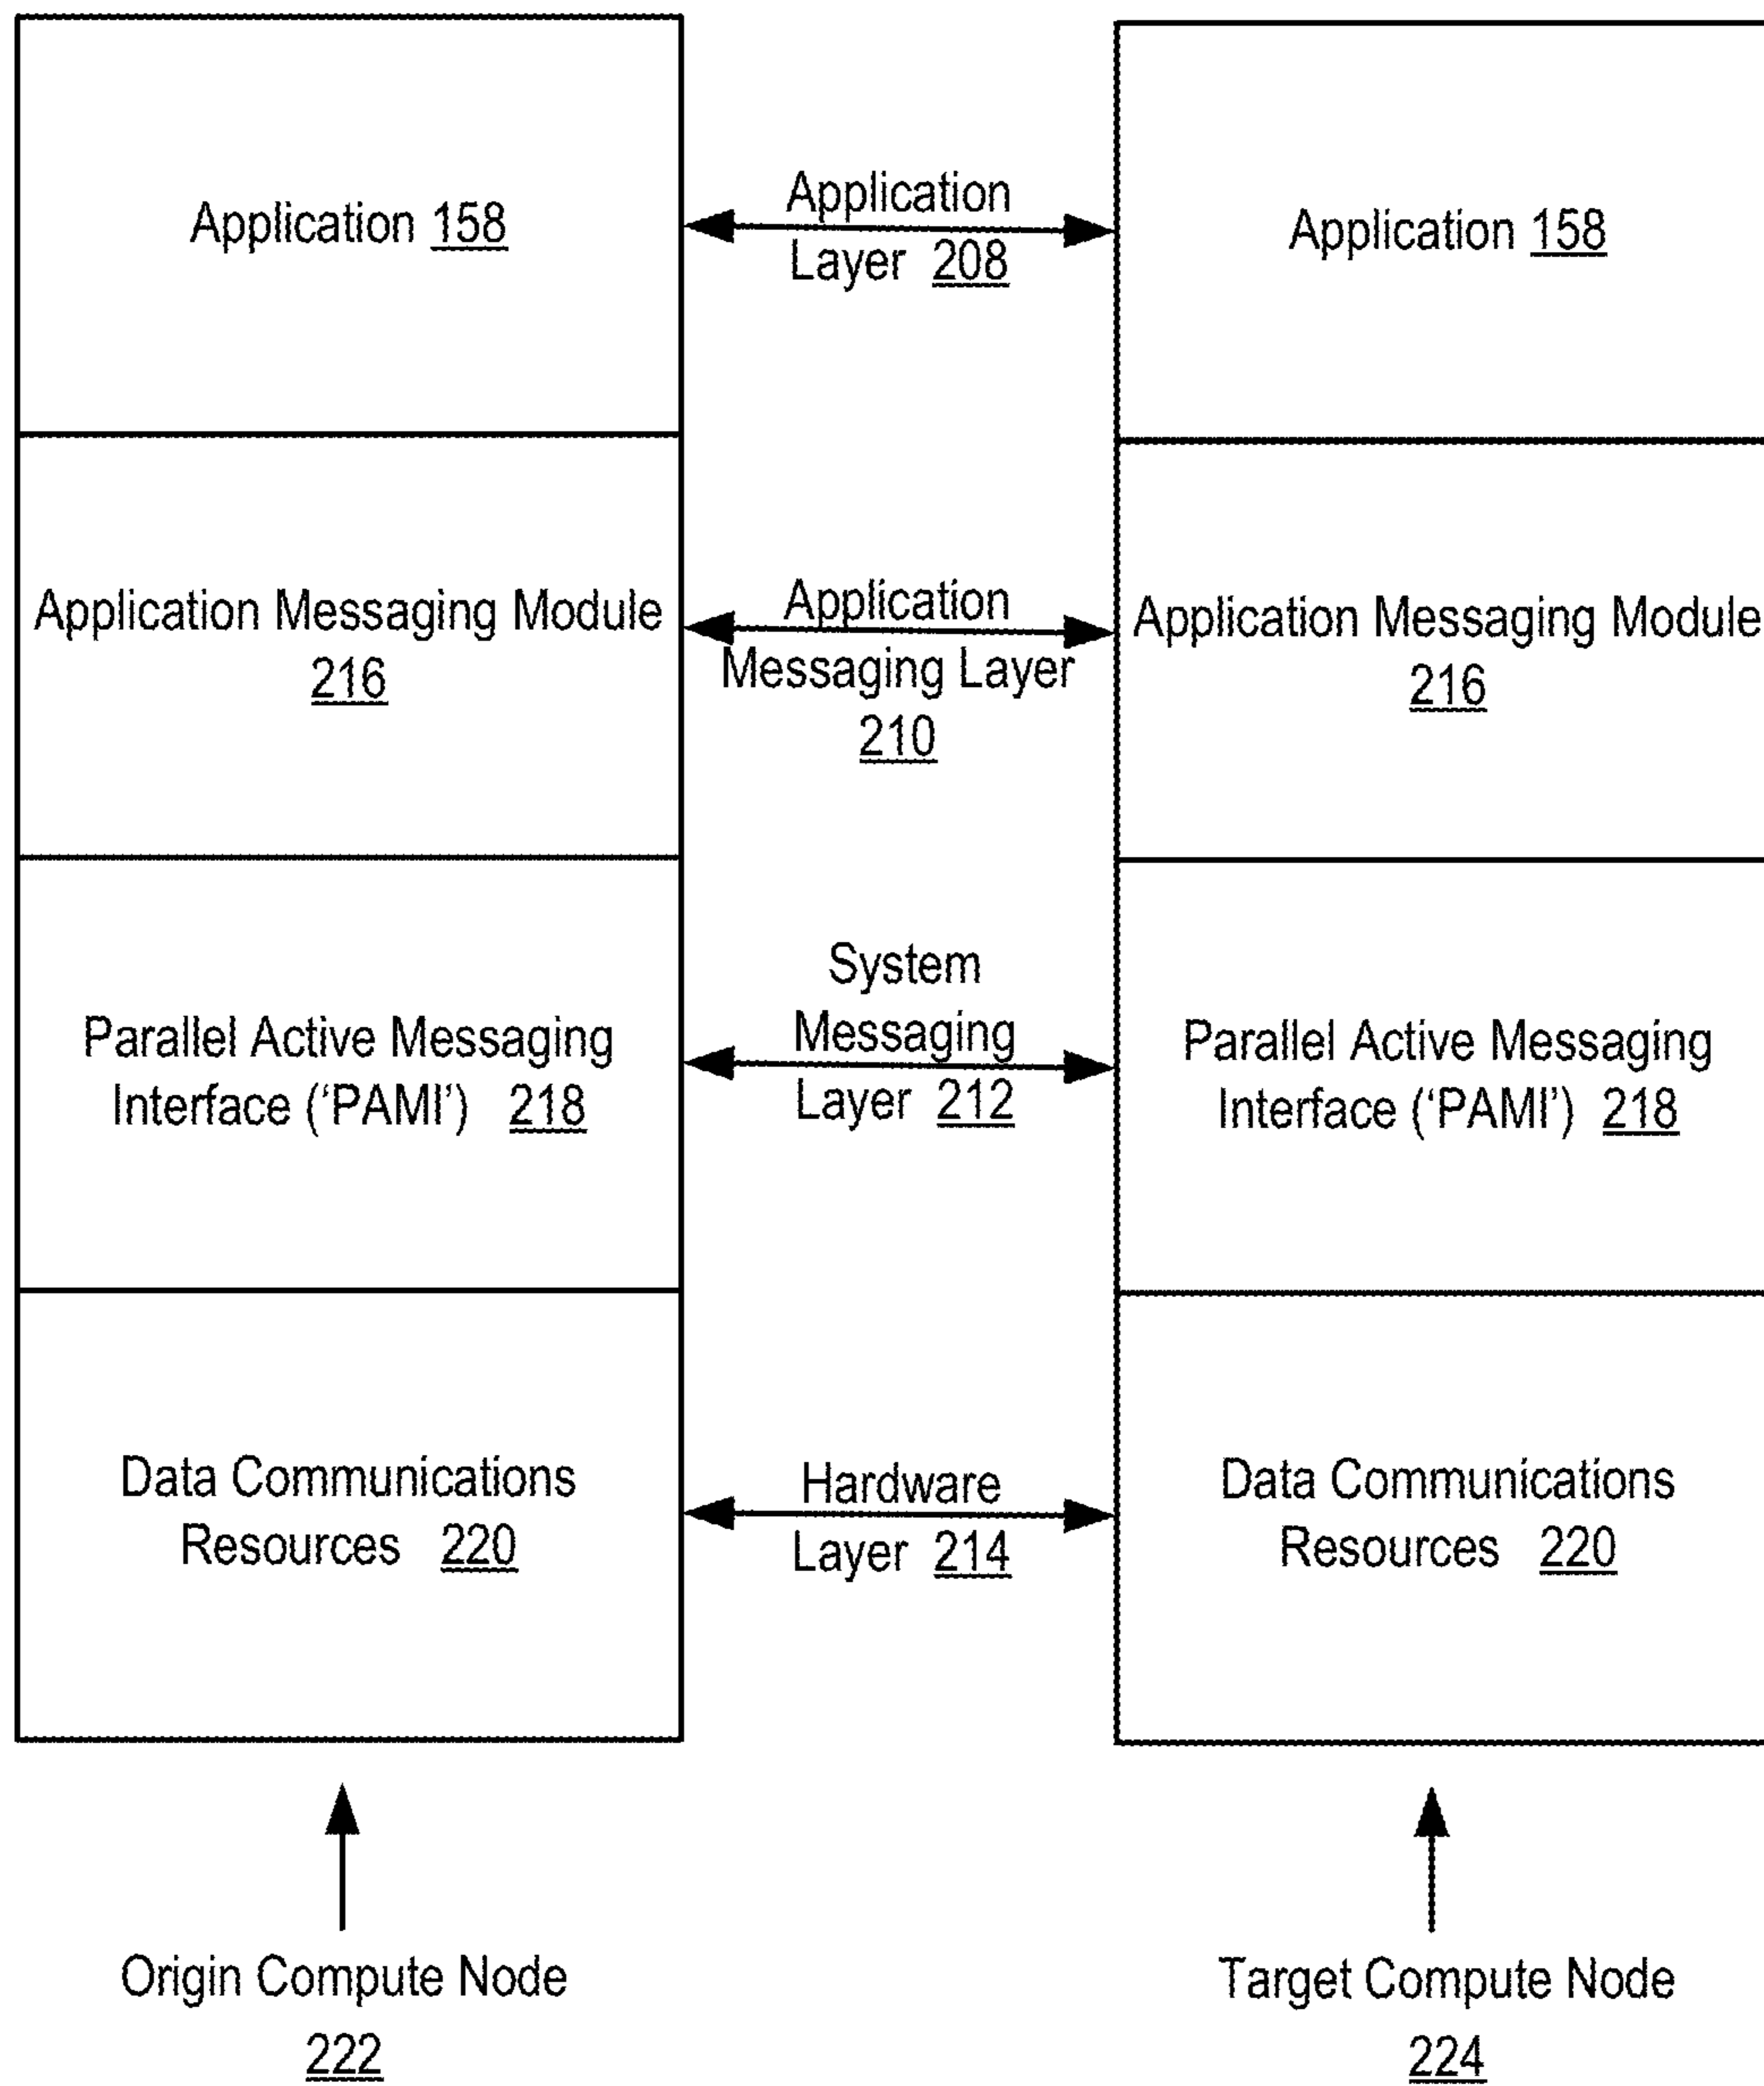 Application 158
Application
Layer 208
Application 158
Application Messaging Module
216
Application
Messaging Layer
210
Application Messaging Module
216
Parallel Active Messaging
Interface (‘PAMI’) 218
System
Messaging
Layer 212
Parallel Active Messaging
Interface (‘PAMI’) 218
Data Communications
Resources 220
Hardware
Layer 214
Data Communications
Resources 220
Origin Compute Node
222
Target Compute Node
224